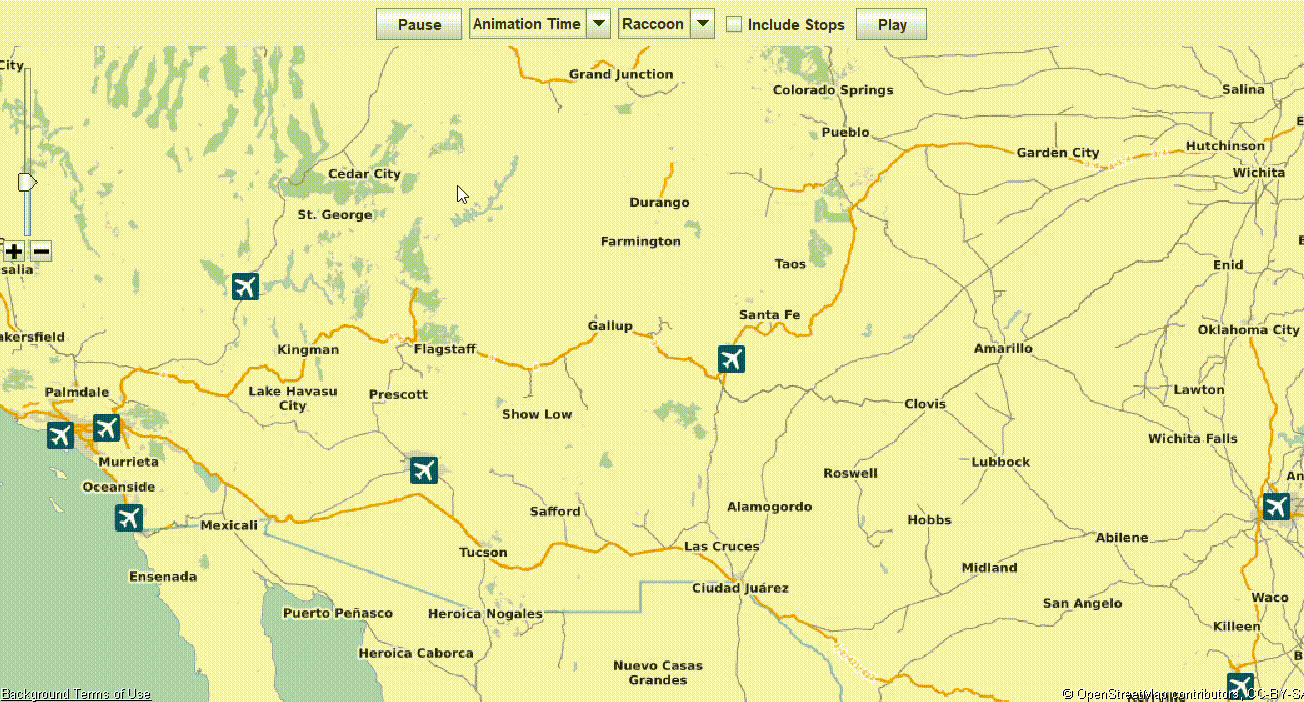 Pause Animation Time Raccoon Include Stops Play
City
Grand Junction
Colorado Springs
Salina
Pueblo
Hutchinson
Garden City
Cedar City
Wichita
Durango
St. George
Farmington
Taos
Enid
salia
Santa Fe
Gallup
Oklahoma City
akersfield
Kingman
Flagstaff
Amarillo
Palmdale
Lake Havasu
City
Prescott
Lawton
Show Low
Clovis
Wichita Falls
Murrieta
Lubbock
Roswell
An
Oceanside
Alamogordo
Safford
Hobbs
Mexicali
Abilene
Las Cruces
Tucson
Midland
Ensenada
Ciudad Juárez
Waco
San Angelo
Puerto Peñasco
Heroica Nogales
Killeen
Heroica Caborca
B
Nuevo Casas
Grandes
Background Terms of Use
© OpenStreetMap contributors, CC-BY-SA